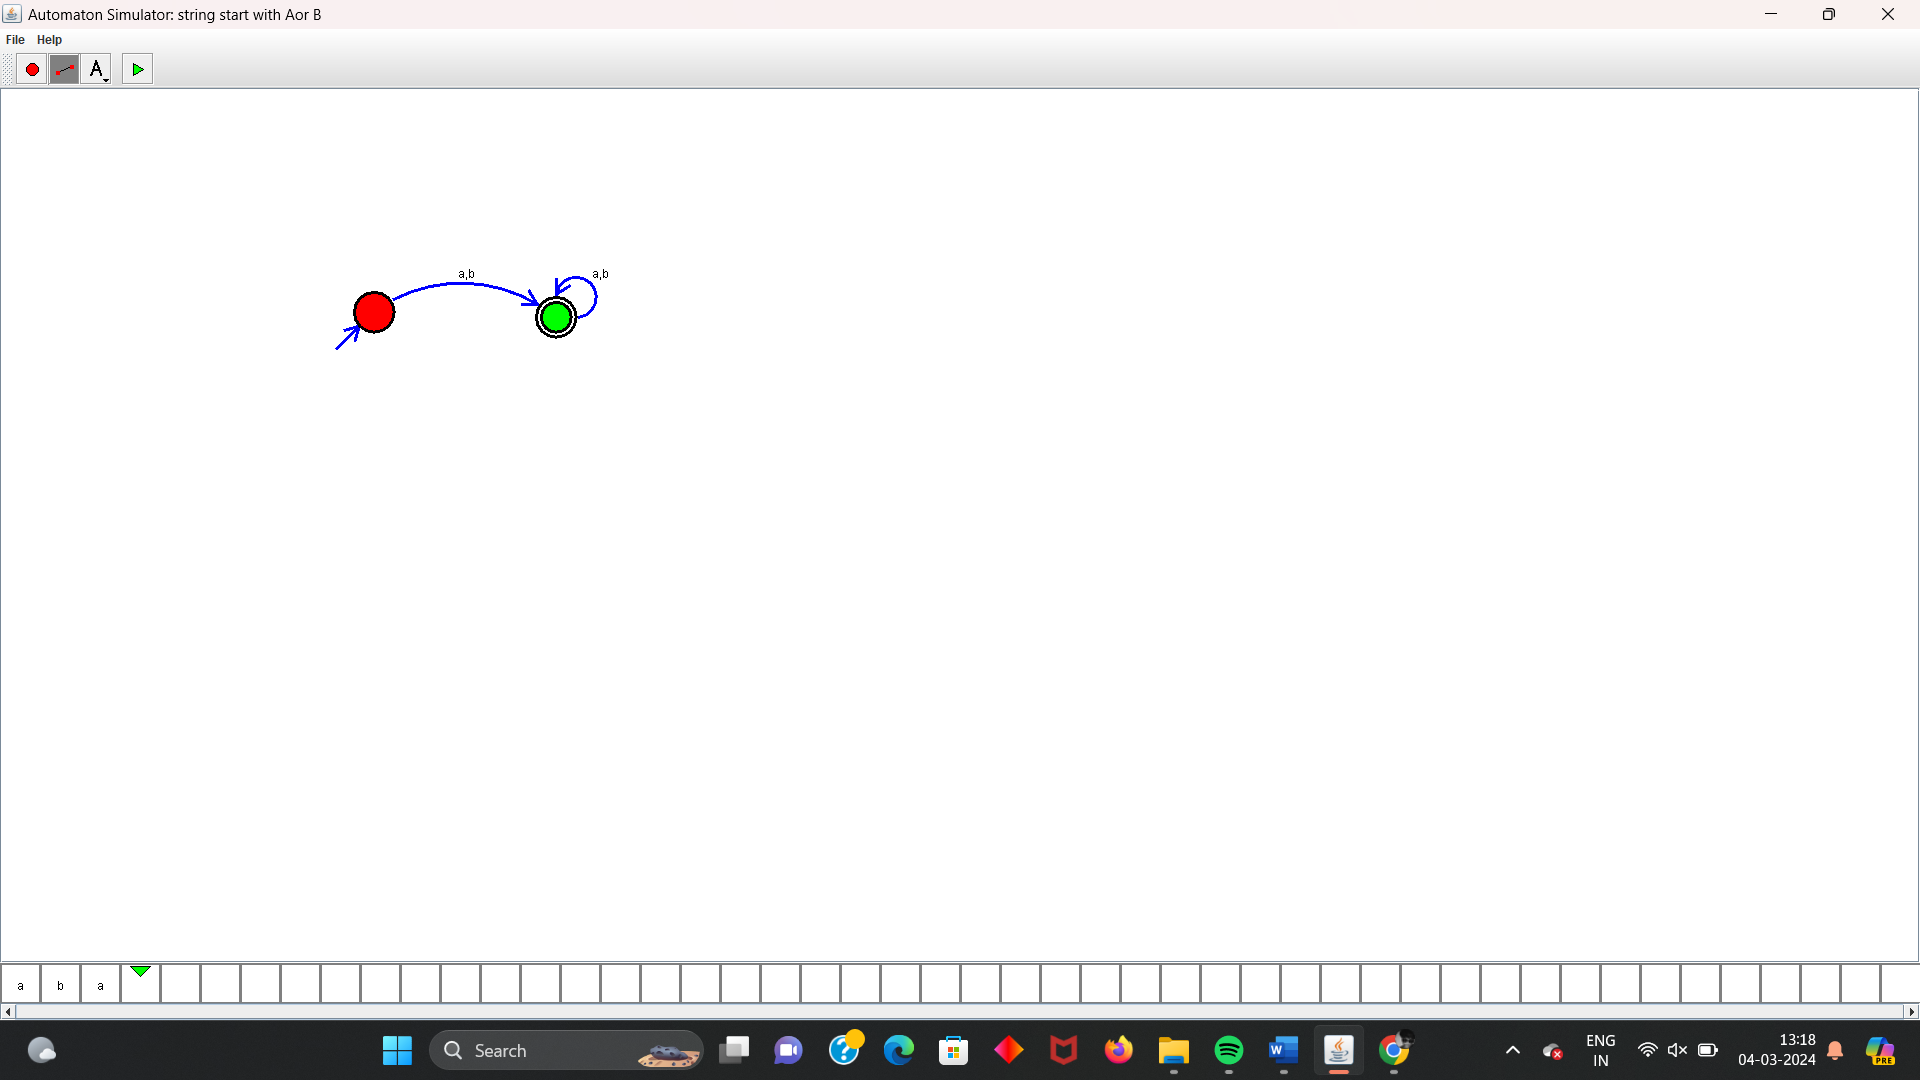 Automaton Simulator: string start with Aor B
File Help
A
a,b a,b
a b a
Search
ENG
IN
13:18
04-03-2024
PRE